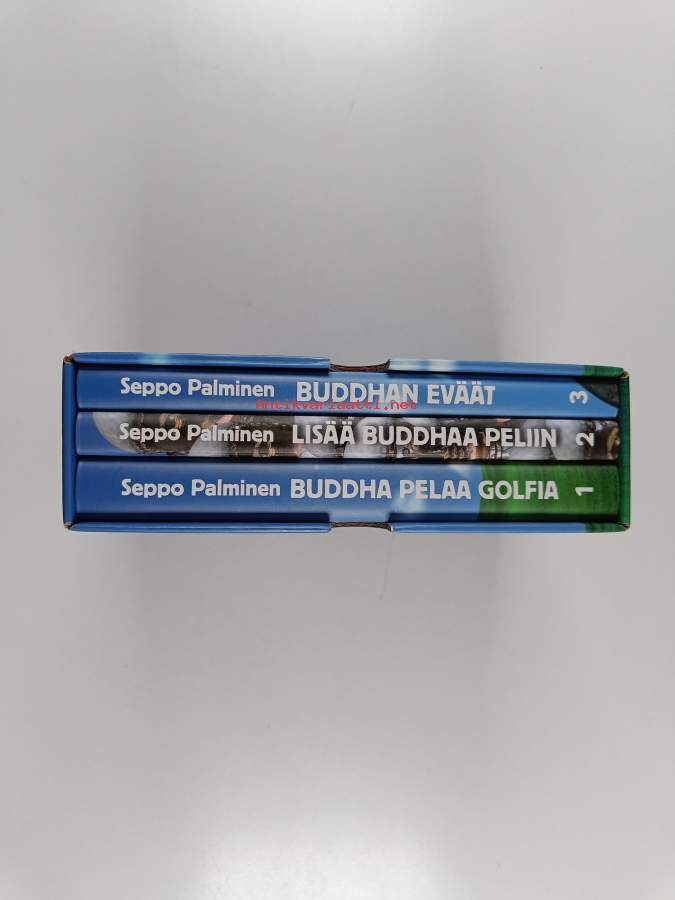 Seppo Palminen BUDDHAN EVÄÄT 3
Antikvariaatti.net
Seppo Palminen LISÄÄ BUDDHAA PELIIN 2
Seppo Palminen BUDDHA PELAA GOLFIA 1